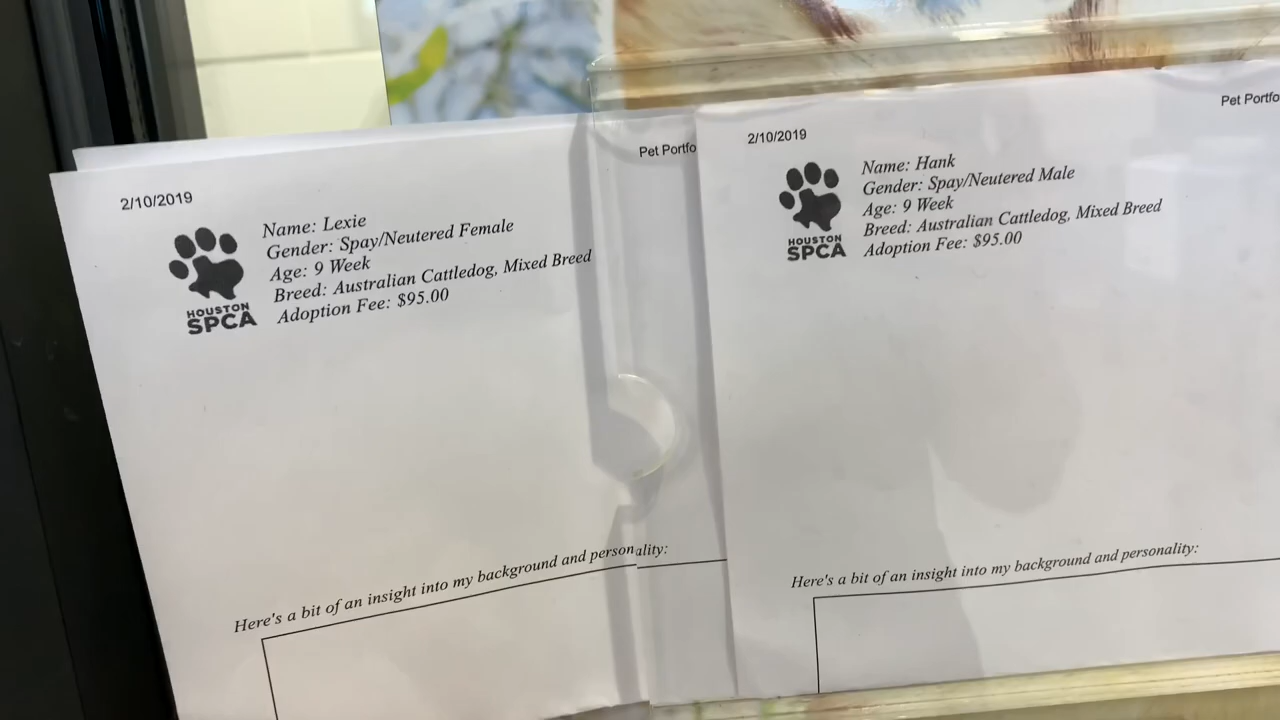 2/10/2019
Pet Portfo
HOUSTON
SPCA
Name: Lexie
Gender: Spay/Neutered Female
Age: 9 Week
Breed: Australian Cattledog, Mixed Breed
Adoption Fee: $95.00
Here's a bit of an insight into my background and personality:
2/10/2019
Pet Portfo
HOUSTON
SPCA
Name: Hank
Gender: Spay/Neutered Male
Age: 9 Week
Breed: Australian Cattledog, Mixed Breed
Adoption Fee: $95.00
Here's a bit of an insight into my background and personality: